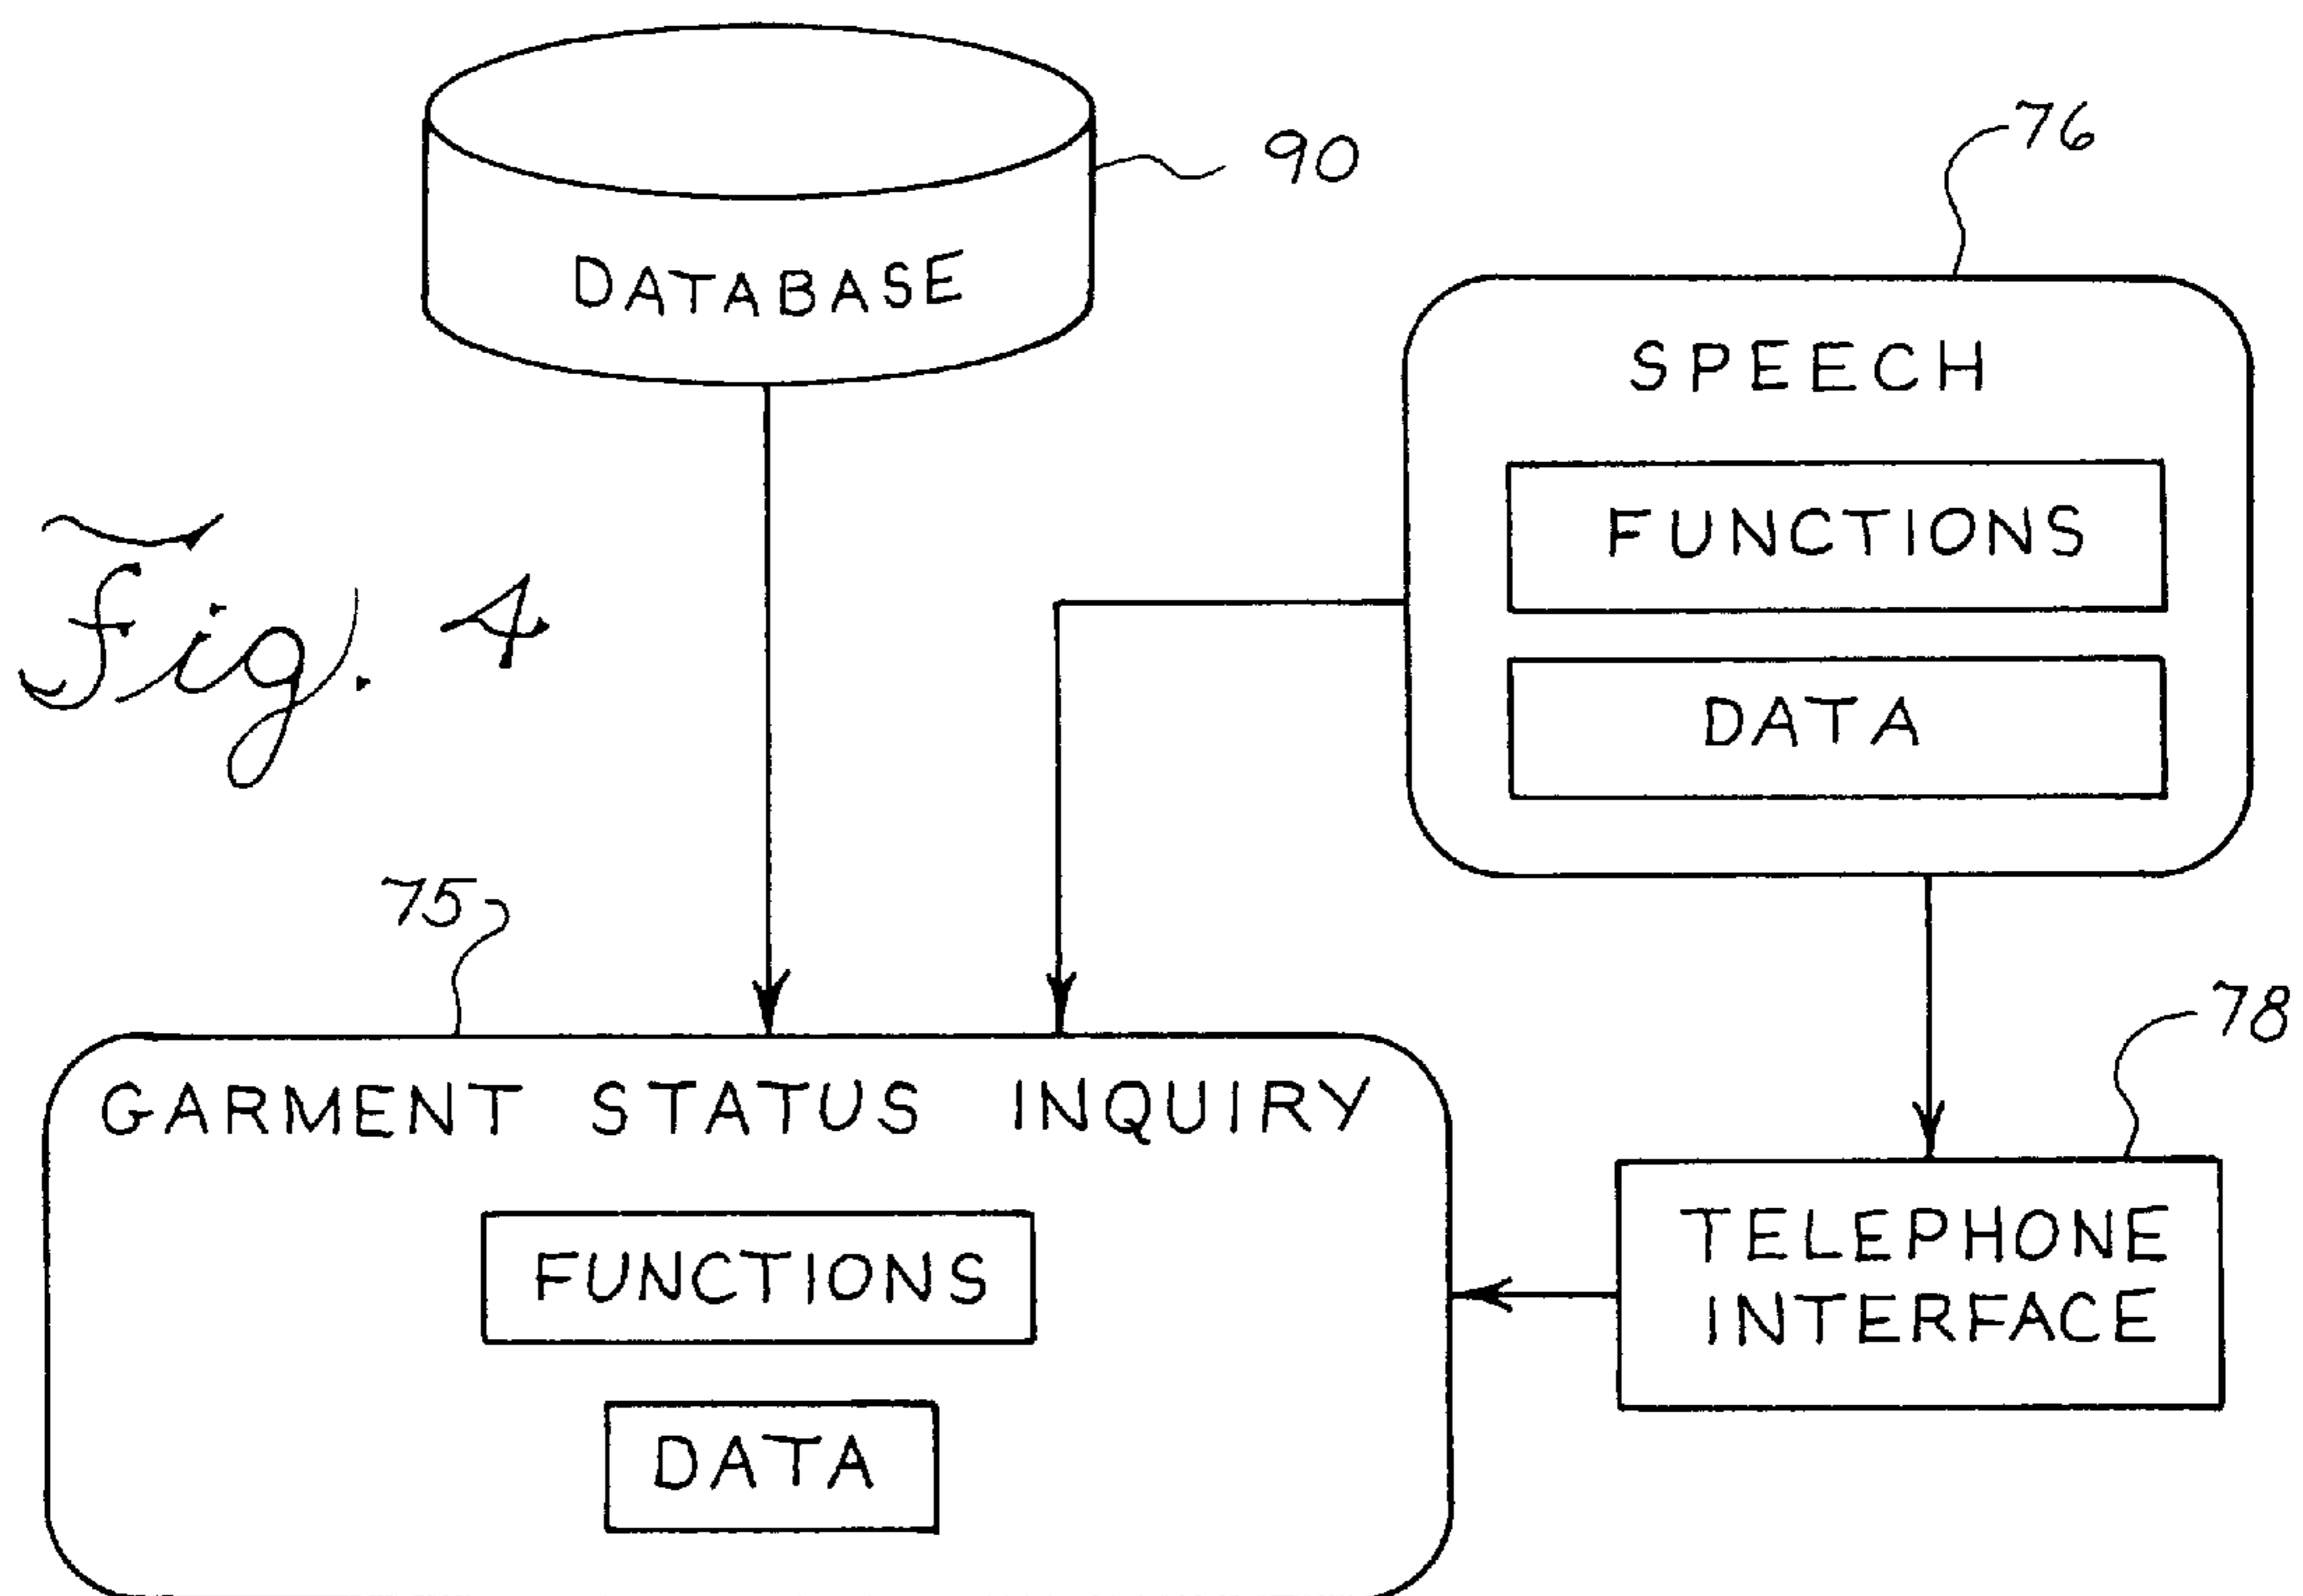 90
76
DATABASE
SPEECH
FUNCTIONS
DATA
Fig. 4
75
78
GARMENT STATUS INQUIRY
FUNCTIONS
DATA
TELEPHONE
INTERFACE